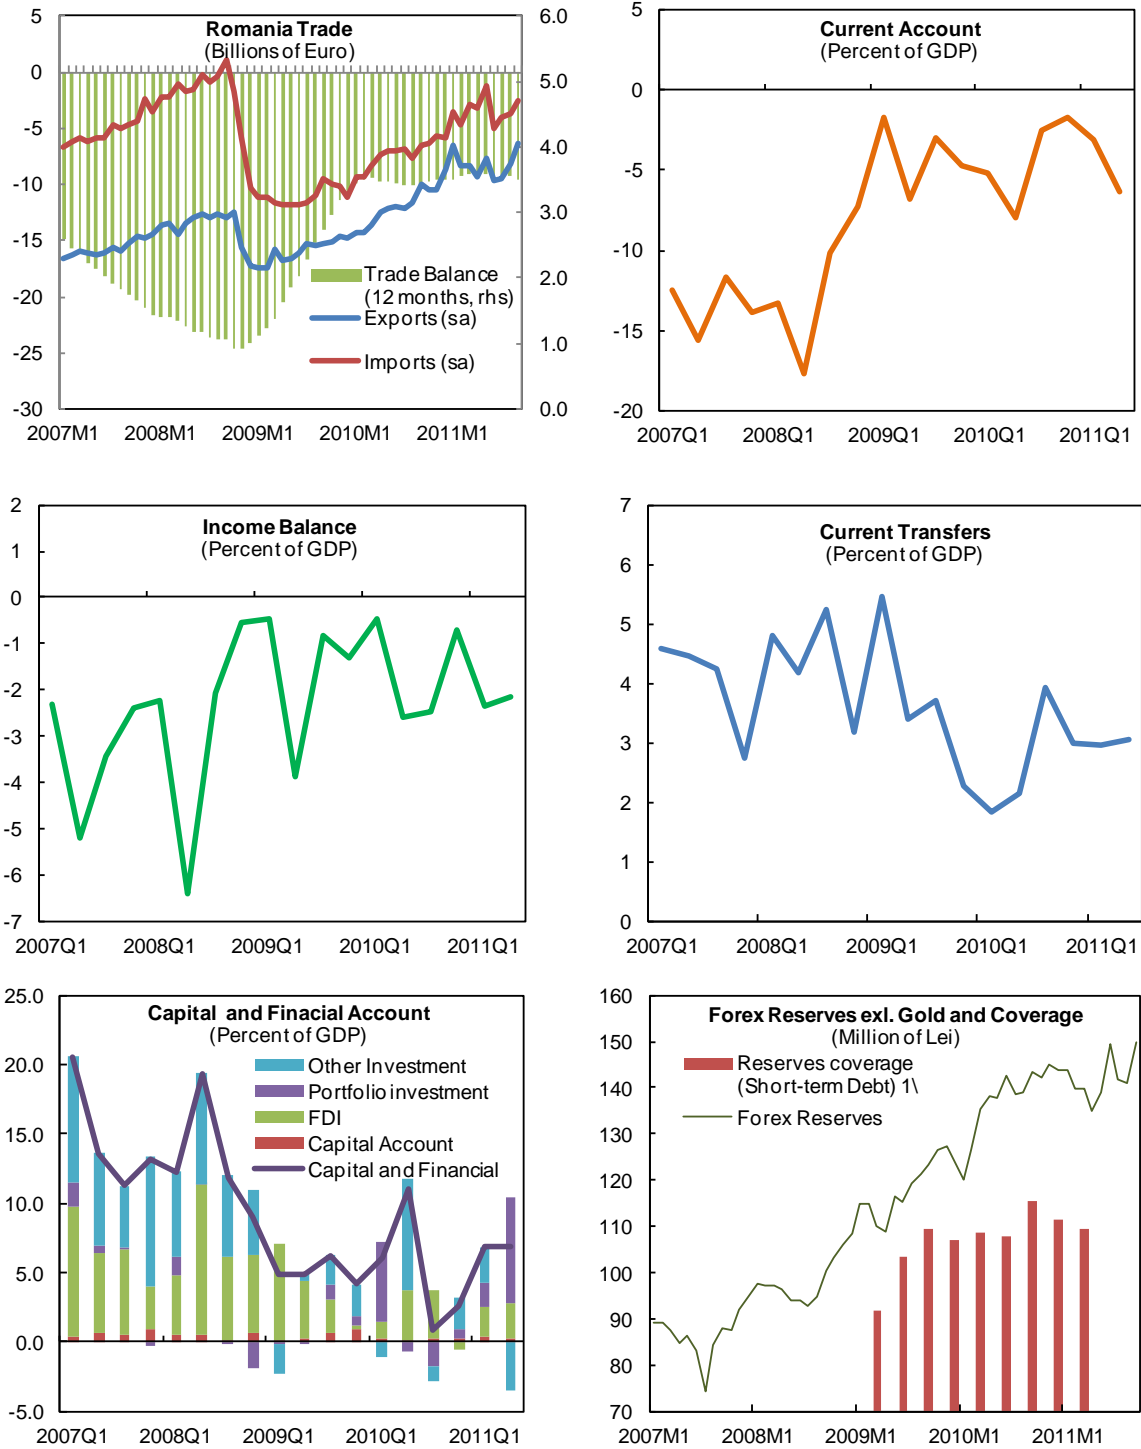 Romania Trade
(Billions of Euro)
5
0
-5
-10
-15
-20
-25
-30
6.0
5.0
4.0
3.0
2.0
1.0
0.0
Trade Balance
(12 months, rhs)
Exports (sa)
Imports (sa)
2007M1 2008M1 2009M1 2010M1 2011M1
Current Account
(Percent of GDP)
5
0
-5
-10
-15
-20
2007Q1 2008Q1 2009Q1 2010Q1 2011Q1
Income Balance
(Percent of GDP)
2
1
0
-1
-2
-3
-4
-5
-6
-7
2007Q1 2008Q1 2009Q1 2010Q1 2011Q1
Current Transfers
(Percent of GDP)
7
6
5
4
3
2
1
0
2007Q1 2008Q1 2009Q1 2010Q1 2011Q1
Capital and Finacial Account
(Percent of GDP)
25.0
20.0
15.0
10.0
5.0
0.0
-5.0
Other Investment
Portfolio investment
FDI
Capital Account
Capital and Financial
2007Q1 2008Q1 2009Q1 2010Q1 2011Q1
Forex Reserves exl. Gold and Coverage
(Million of Lei)
160
150
140
130
120
110
100
90
80
70
Reserves coverage
(Short-term Debt) 1\
Forex Reserves
2007M1 2008M1 2009M1 2010M1 2011M1